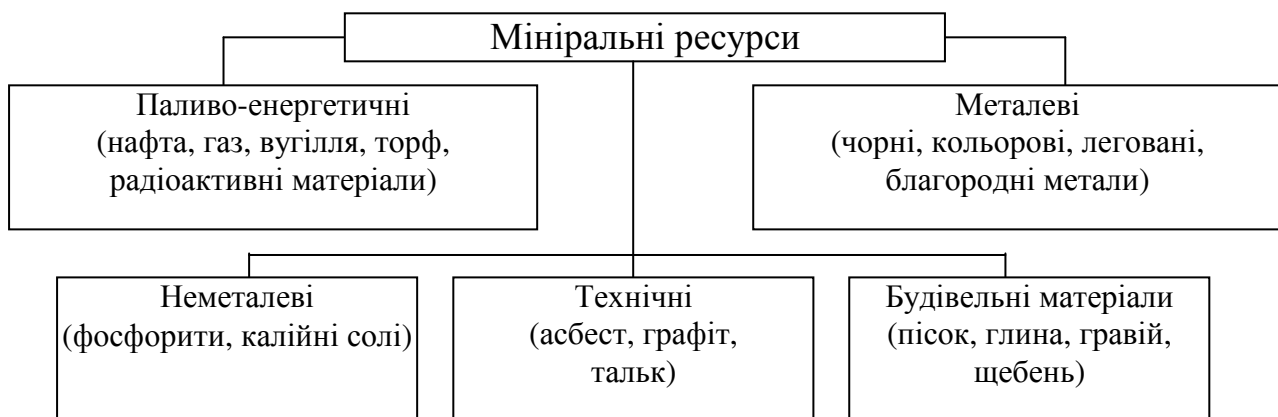 Мініральні ресурси
Паливо-енергетичні
(нафта, газ, вугілля, торф,
радіоактивні матеріали)
Металеві
(чорні, кольорові, леговані,
благородні метали)
Неметалеві
(фосфорити, калійні солі)
Технічні
(асбест, графіт,
тальк)
Будівельні матеріали
(пісок, глина, гравій,
щебень)